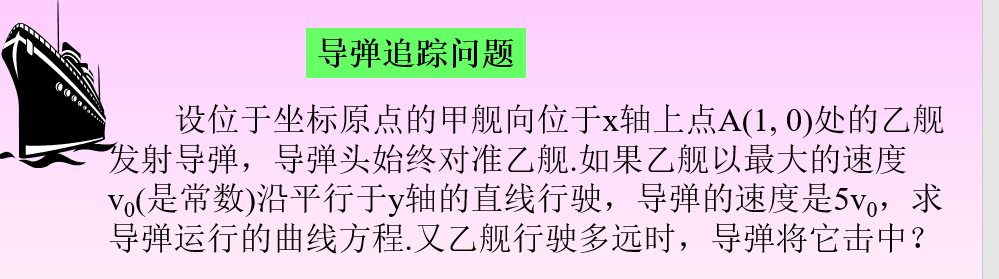 导弹追踪问题
设位于坐标原点的甲舰向位于x轴上点A(1, 0)处的乙舰
发射导弹，导弹头始终对准乙舰.如果乙舰以最大的速度
v₀(是常数)沿平行于y轴的直线行驶，导弹的速度是5v₀，求
导弹运行的曲线方程.又乙舰行驶多远时，导弹将它击中？